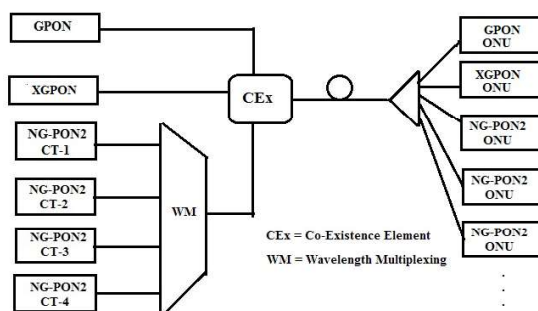 GPON
XGPON
NG-PON2
CT-1
NG-PON2
CT-2
NG-PON2
CT-3
NG-PON2
CT-4
WM
CEx
GPON
ONU
XGPON
ONU
NG-PON2
ONU
NG-PON2
ONU
NG-PON2
ONU
CEx = Co-Existence Element
WM = Wavelength Multiplexing